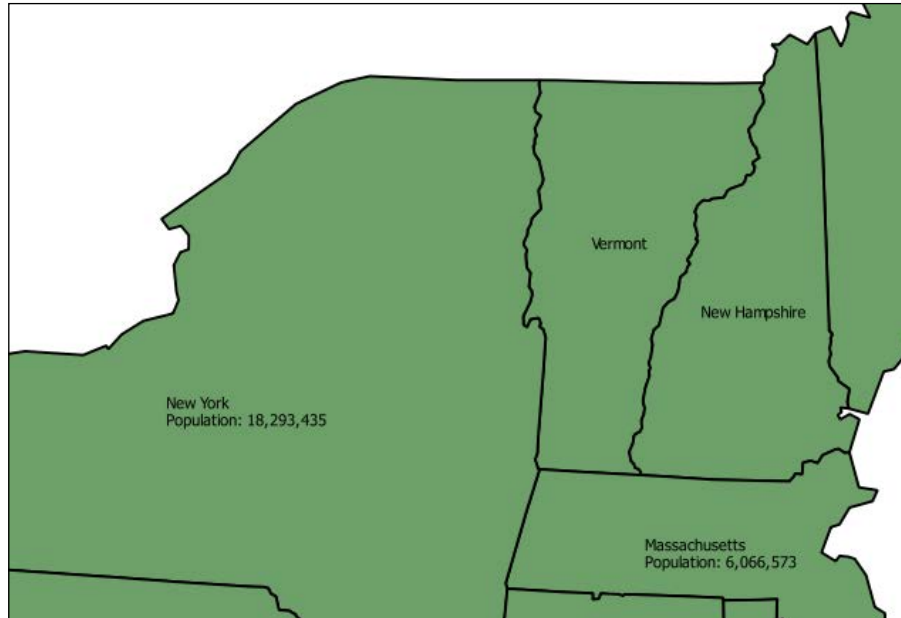 Vermont
New Hampshire
New York
Population: 18,293,435
Massachusetts
Population: 6,066,573